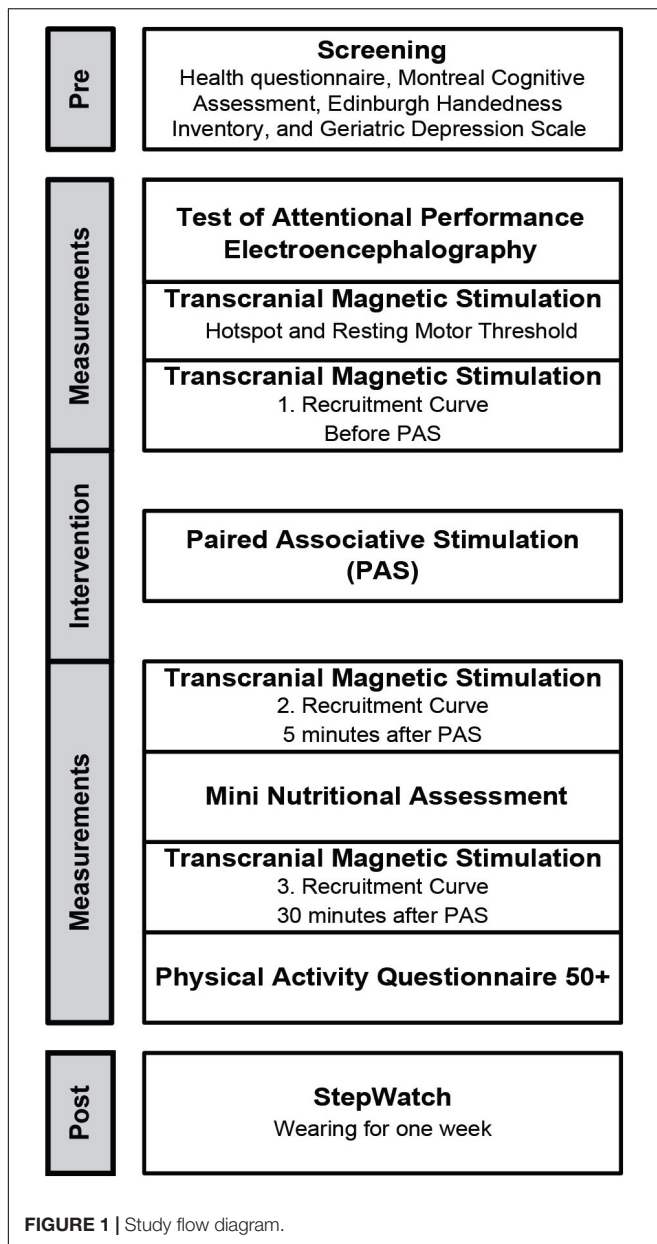 Pre
Screening
Health questionnaire, Montreal Cognitive
Assessment, Edinburgh Handedness
Inventory, and Geriatric Depression Scale
Measurements
Test of Attentional Performance
Electroencephalography
Transcranial Magnetic Stimulation
Hotspot and Resting Motor Threshold
Transcranial Magnetic Stimulation
1. Recruitment Curve
Before PAS
Intervention
Paired Associative Stimulation
(PAS)
Measurements
Transcranial Magnetic Stimulation
2. Recruitment Curve
5 minutes after PAS
Mini Nutritional Assessment
Transcranial Magnetic Stimulation
3. Recruitment Curve
30 minutes after PAS
Physical Activity Questionnaire 50+
Post
StepWatch
Wearing for one week
FIGURE 1 | Study flow diagram.